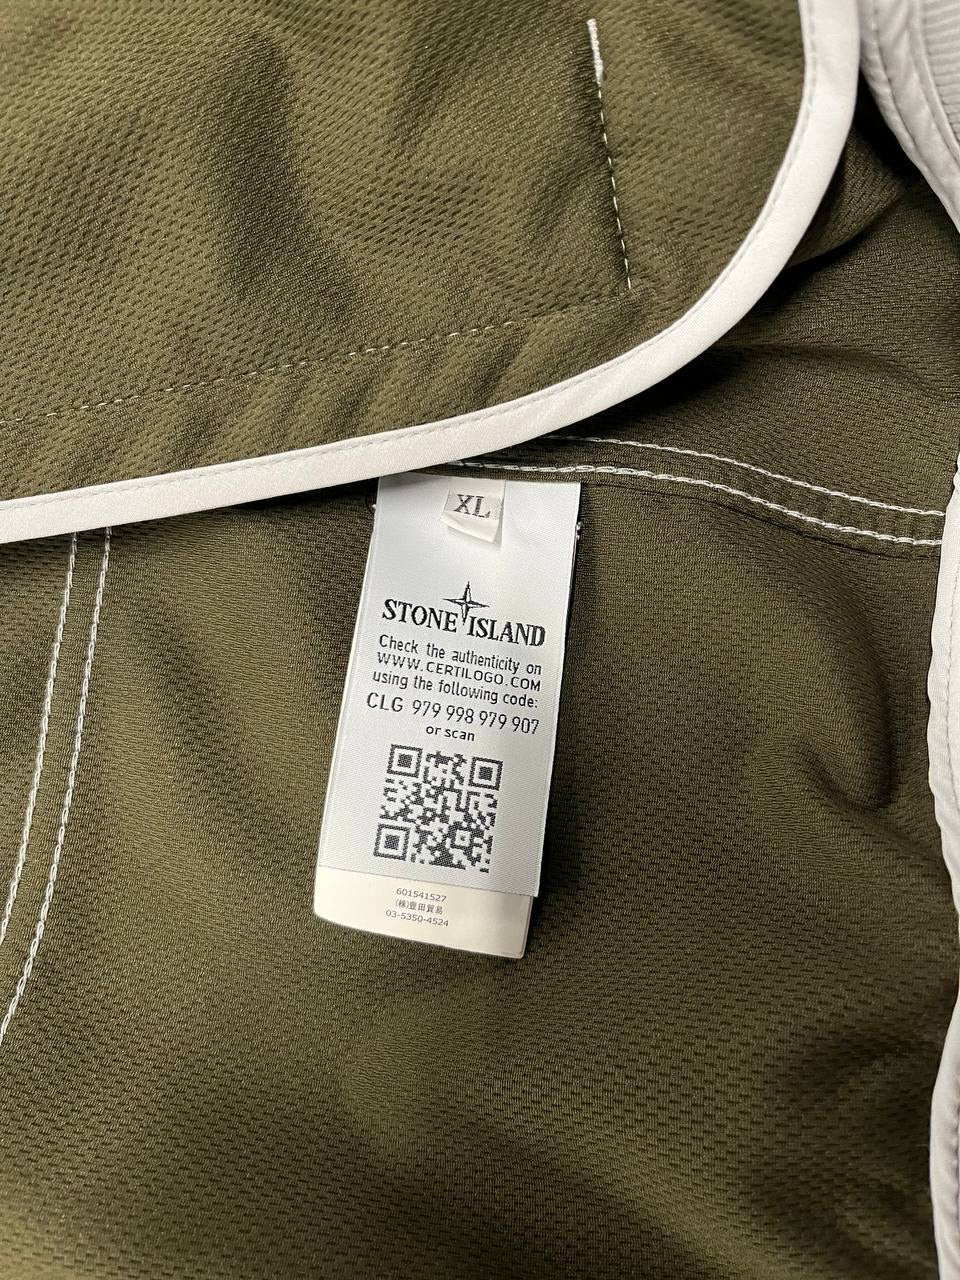 XL
STONE ISLAND
Check the authenticity on
WWW.CERTILOGO.COM
using the following code:
CLG 979 998 979 907
or scan
601541527
(株)豊田貿易
03-5350-4524